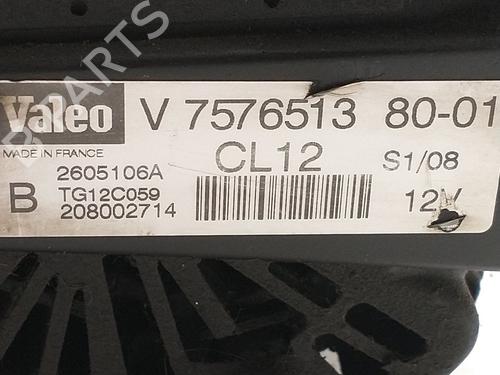 Valeo V 7576513 80-01
MADE IN FRANCE CL12 S1/08
2605106A
B TG12C059 12V
208002714